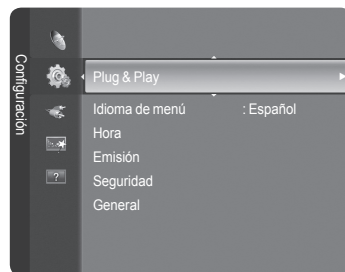 Configuración
Plug & Play
Idioma de menú : Español
Hora
Emisión
Seguridad
General
?